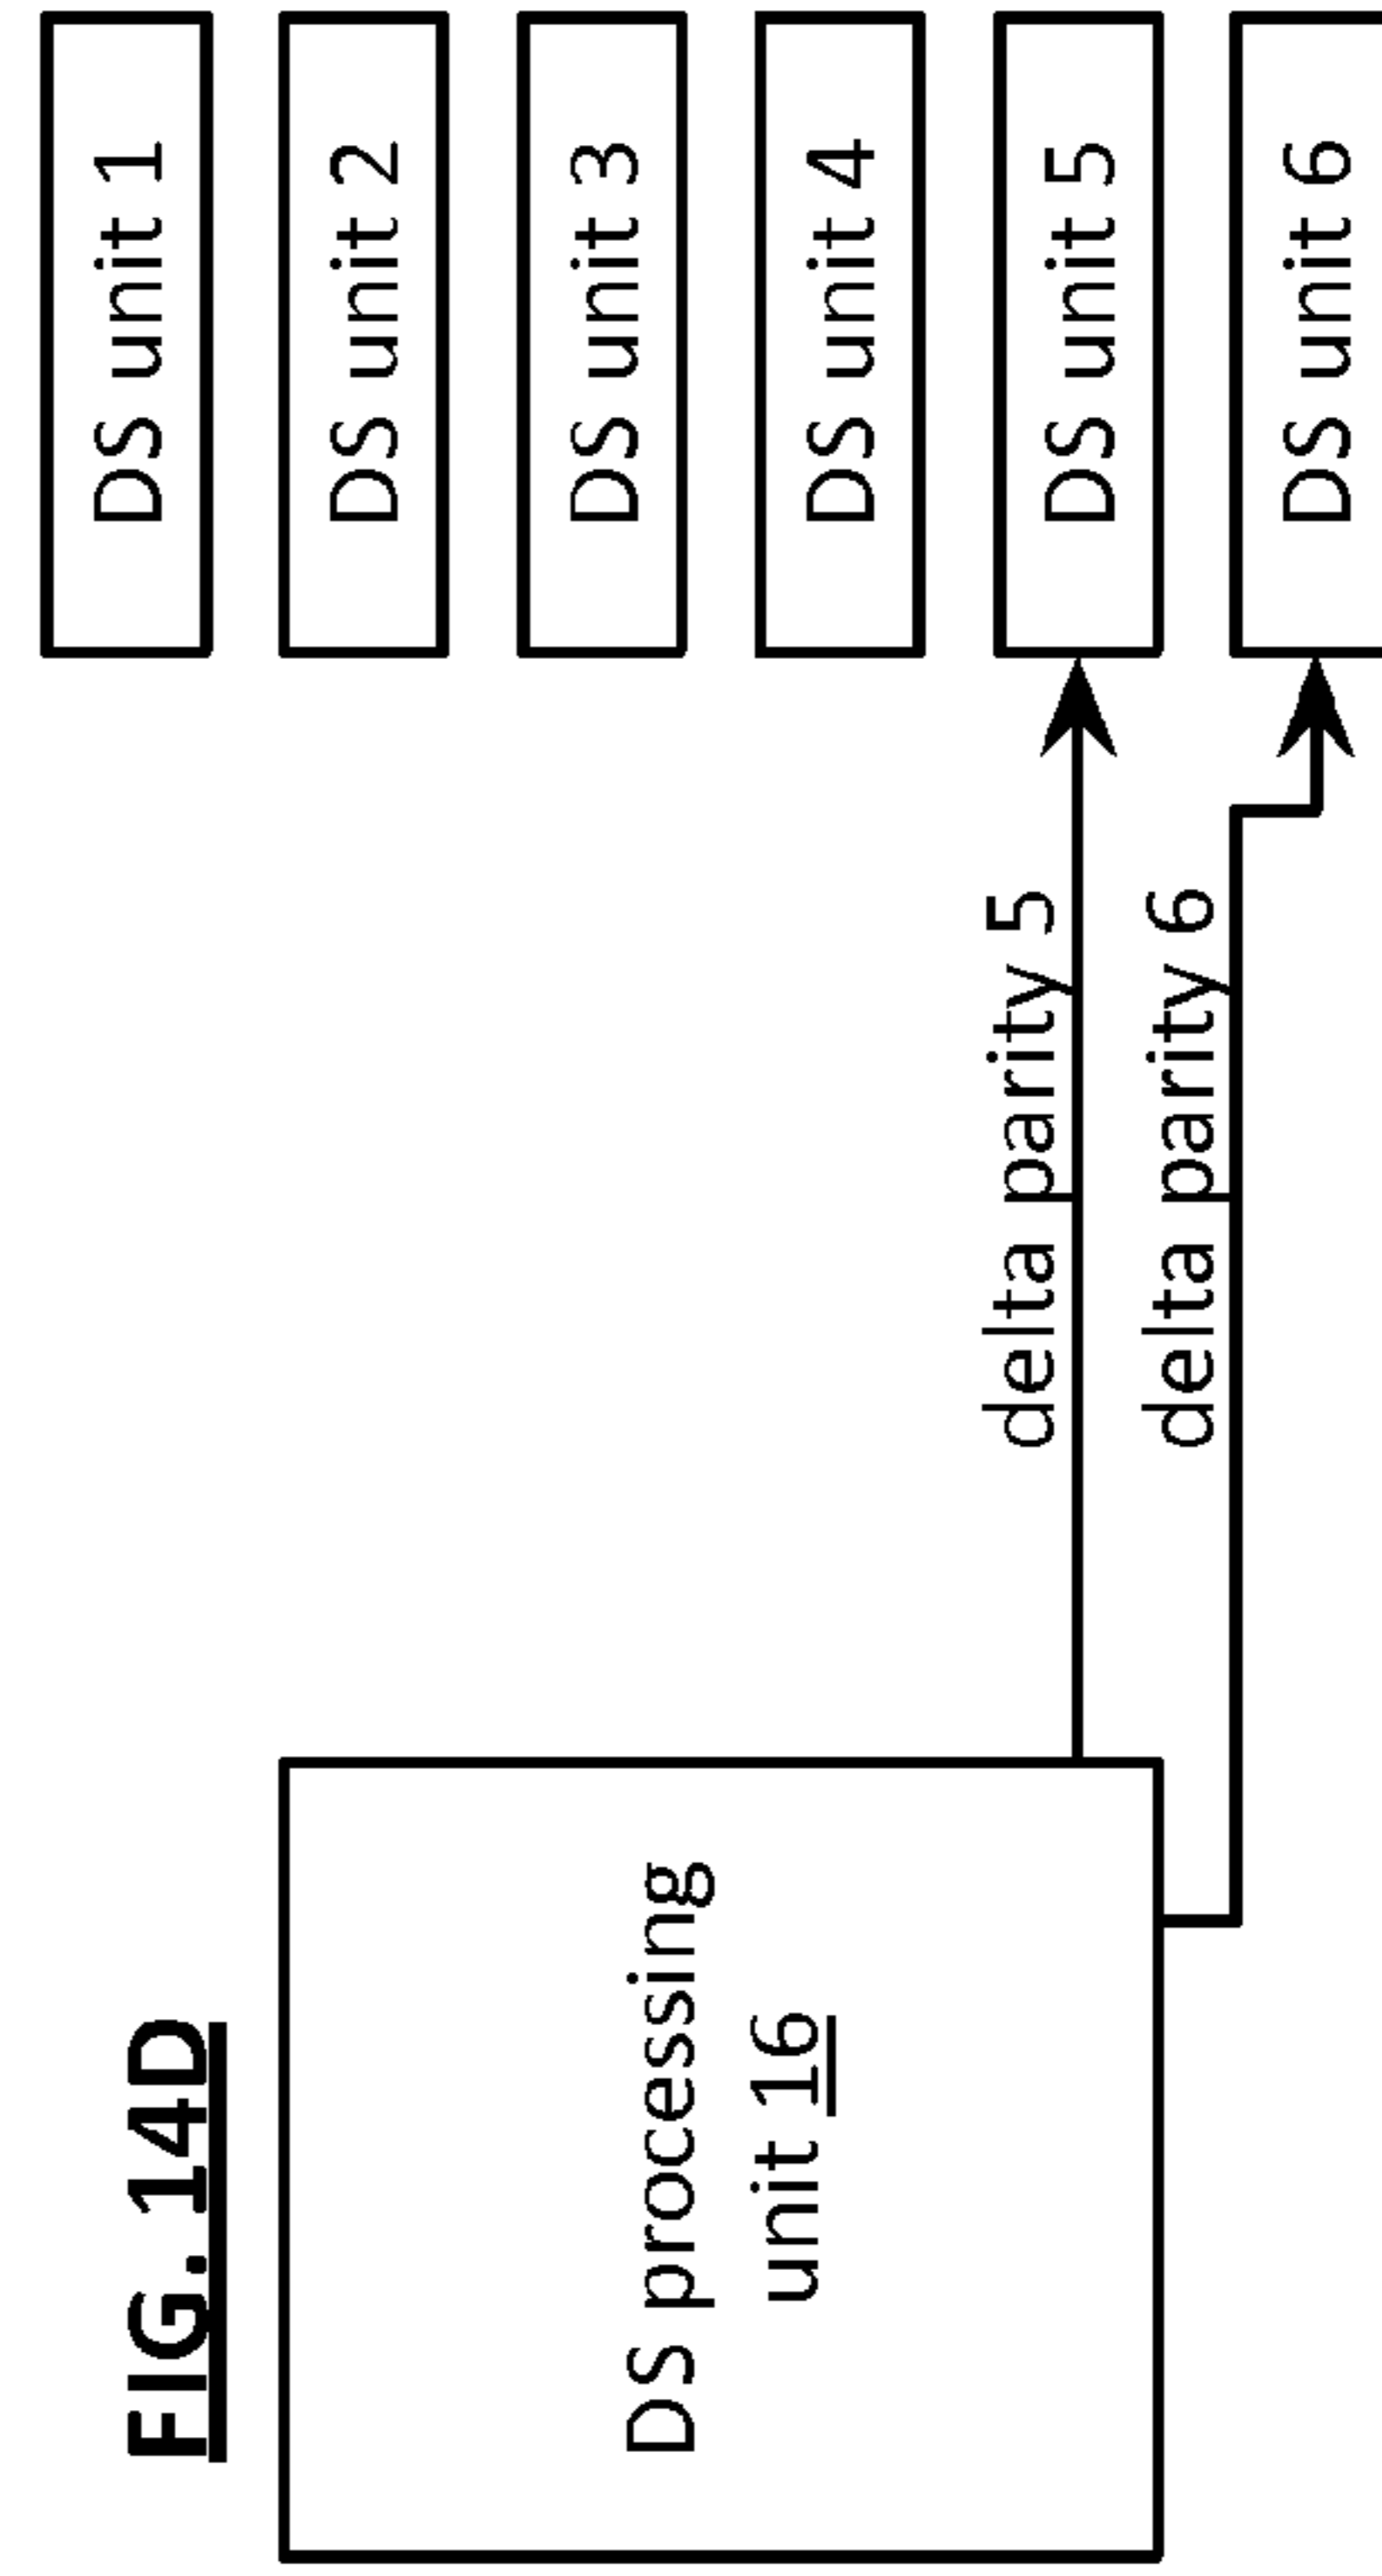 FIG. 14D
DS processing
unit 16
delta parity 5
delta parity 6
DS unit 1
DS unit 2
DS unit 3
DS unit 4
DS unit 5
DS unit 6